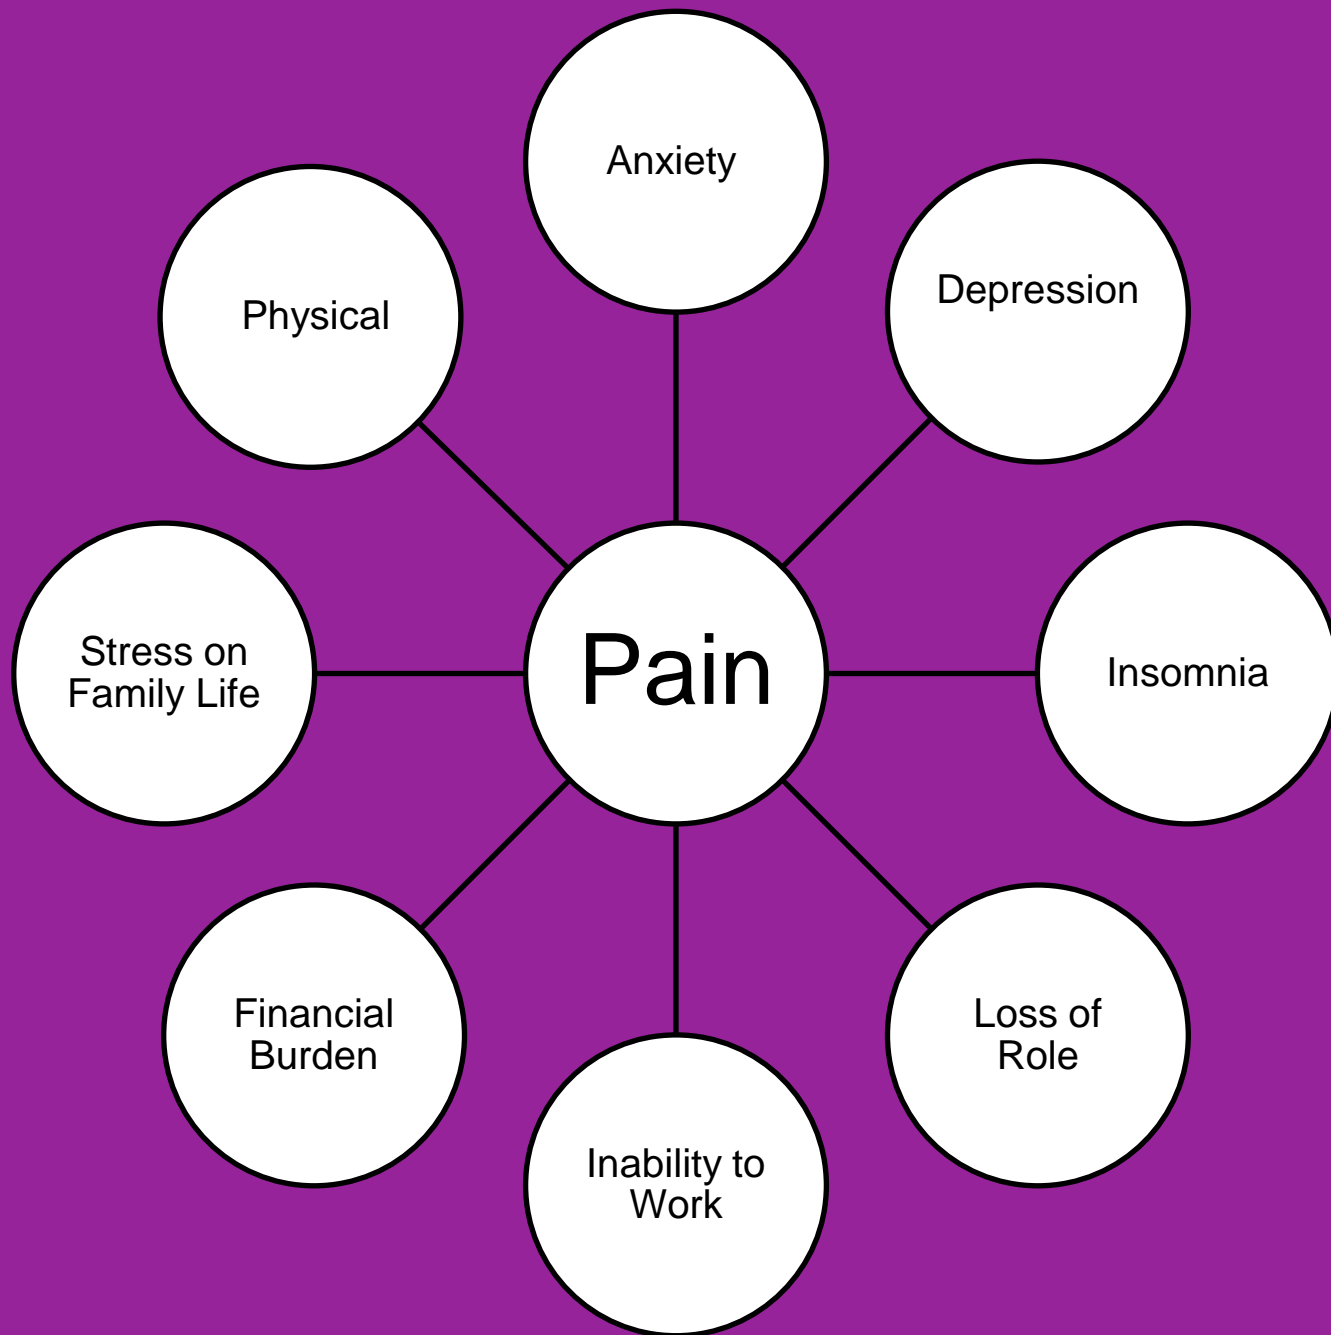 Anxiety
Depression
Physical
Stress on
Family Life
Pain
Insomnia
Financial
Burden
Loss of
Role
Inability to
Work